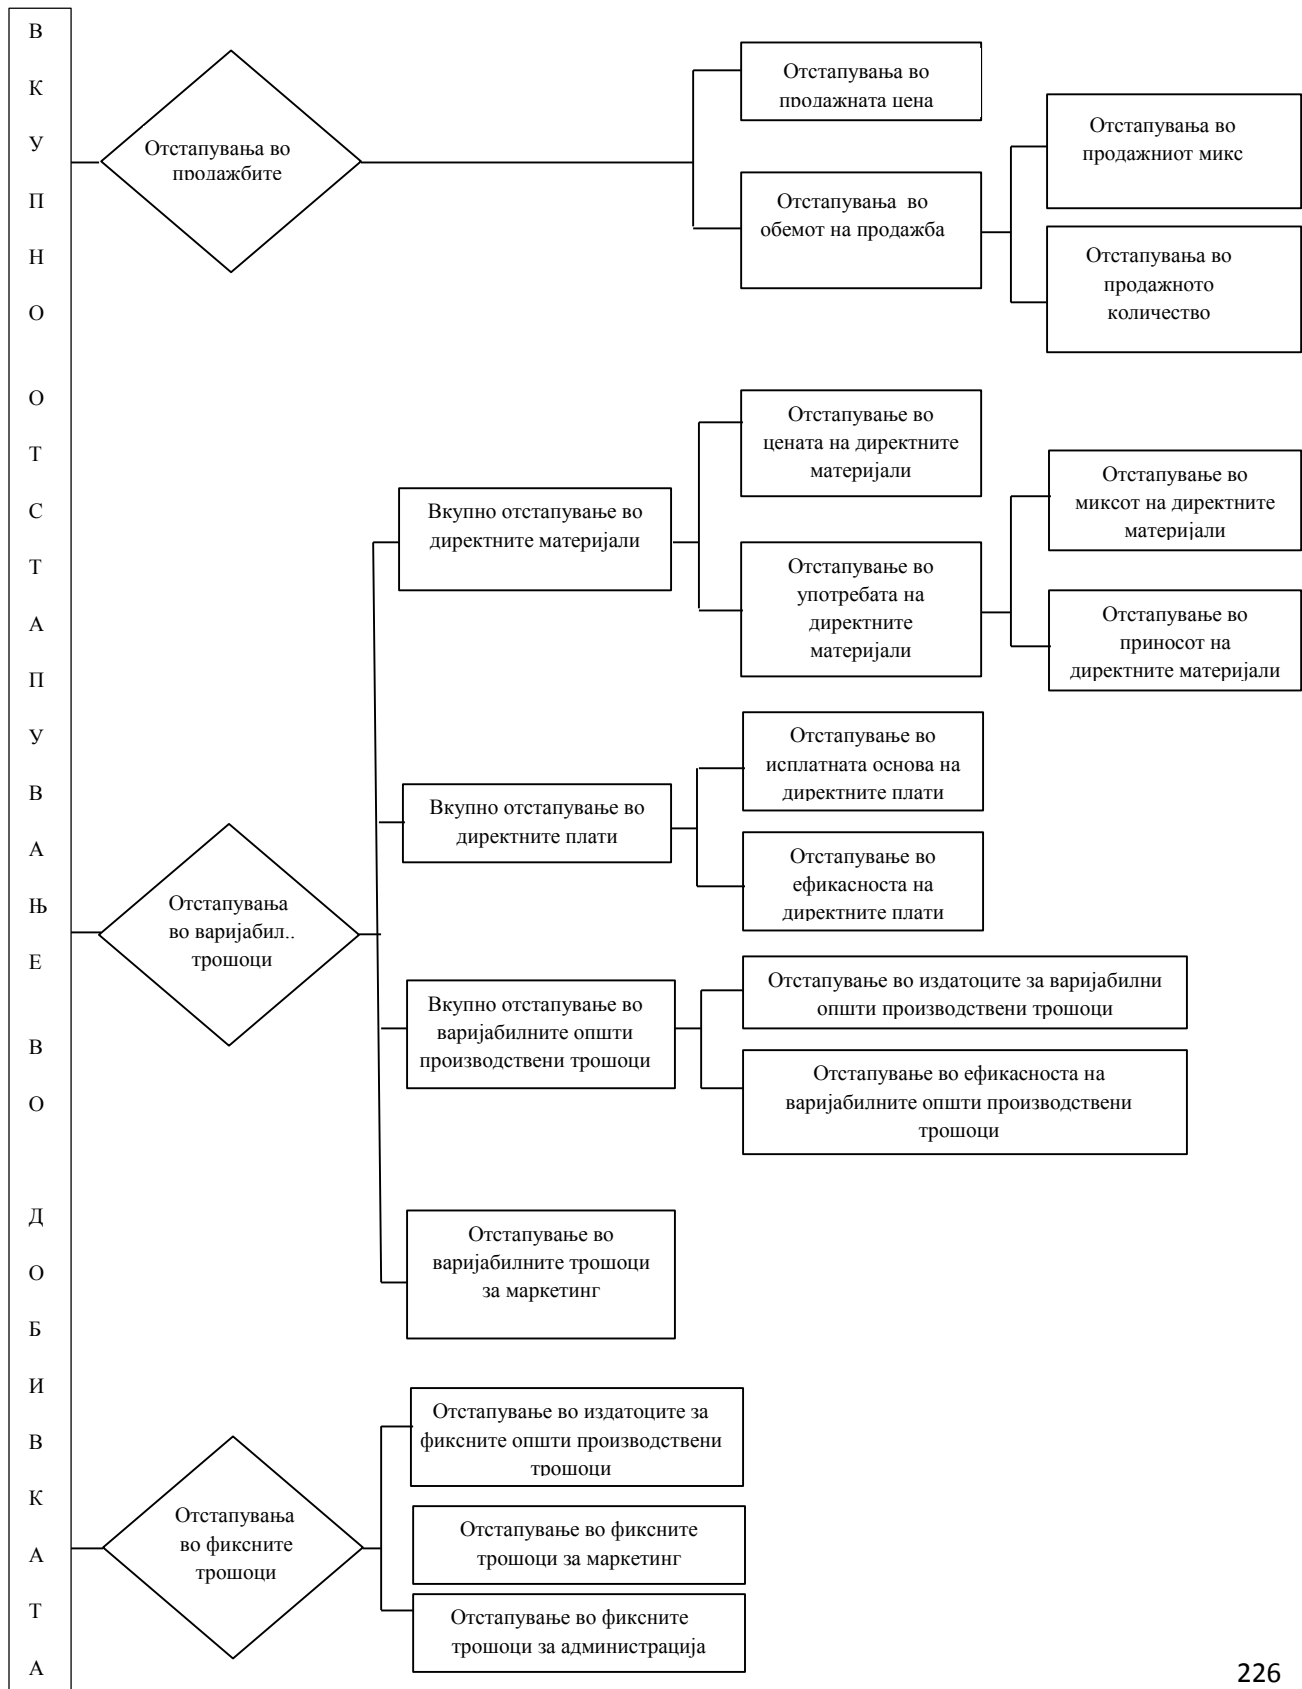 В
К
У
П
Н
О
О
Т
С
Т
А
П
У
В
А
Њ
Е
В
О
Д
О
Б
И
В
К
А
Т
А
Отстапувања во
продажбите
Отстапувања во
продажната цена
Отстапувања во
обемот на продажба
Отстапувања во
продажниот микс
Отстапувања во
продажното
количество
Отстапувања
во варијабил..
трошоци
Вкупно отстапување во
директните материјали
Отстапување во
цената на директните
материјали
Отстапување во
употребата на
директните
материјали
Отстапување во
миксот на директните
материјали
Отстапување во
приносот на
директните материјали
Вкупно отстапување во
директните плати
Отстапување во
исплатната основа на
директните плати
Отстапување во
ефикасноста на
директните плати
Вкупно отстапување во
варијабилните општи
производствени трошоци
Отстапување во издатоците за варијабилни
општи производствени трошоци
Отстапување во ефикасноста на
варијабилните општи производствени
трошоци
Отстапување во
варијабилните трошоци
за маркетинг
Отстапувања
во фиксните
трошоци
Отстапување во издатоците за
фиксните општи производствени
трошоци
Отстапување во фиксните
трошоци за маркетинг
Отстапување во фиксните
трошоци за администрација
226